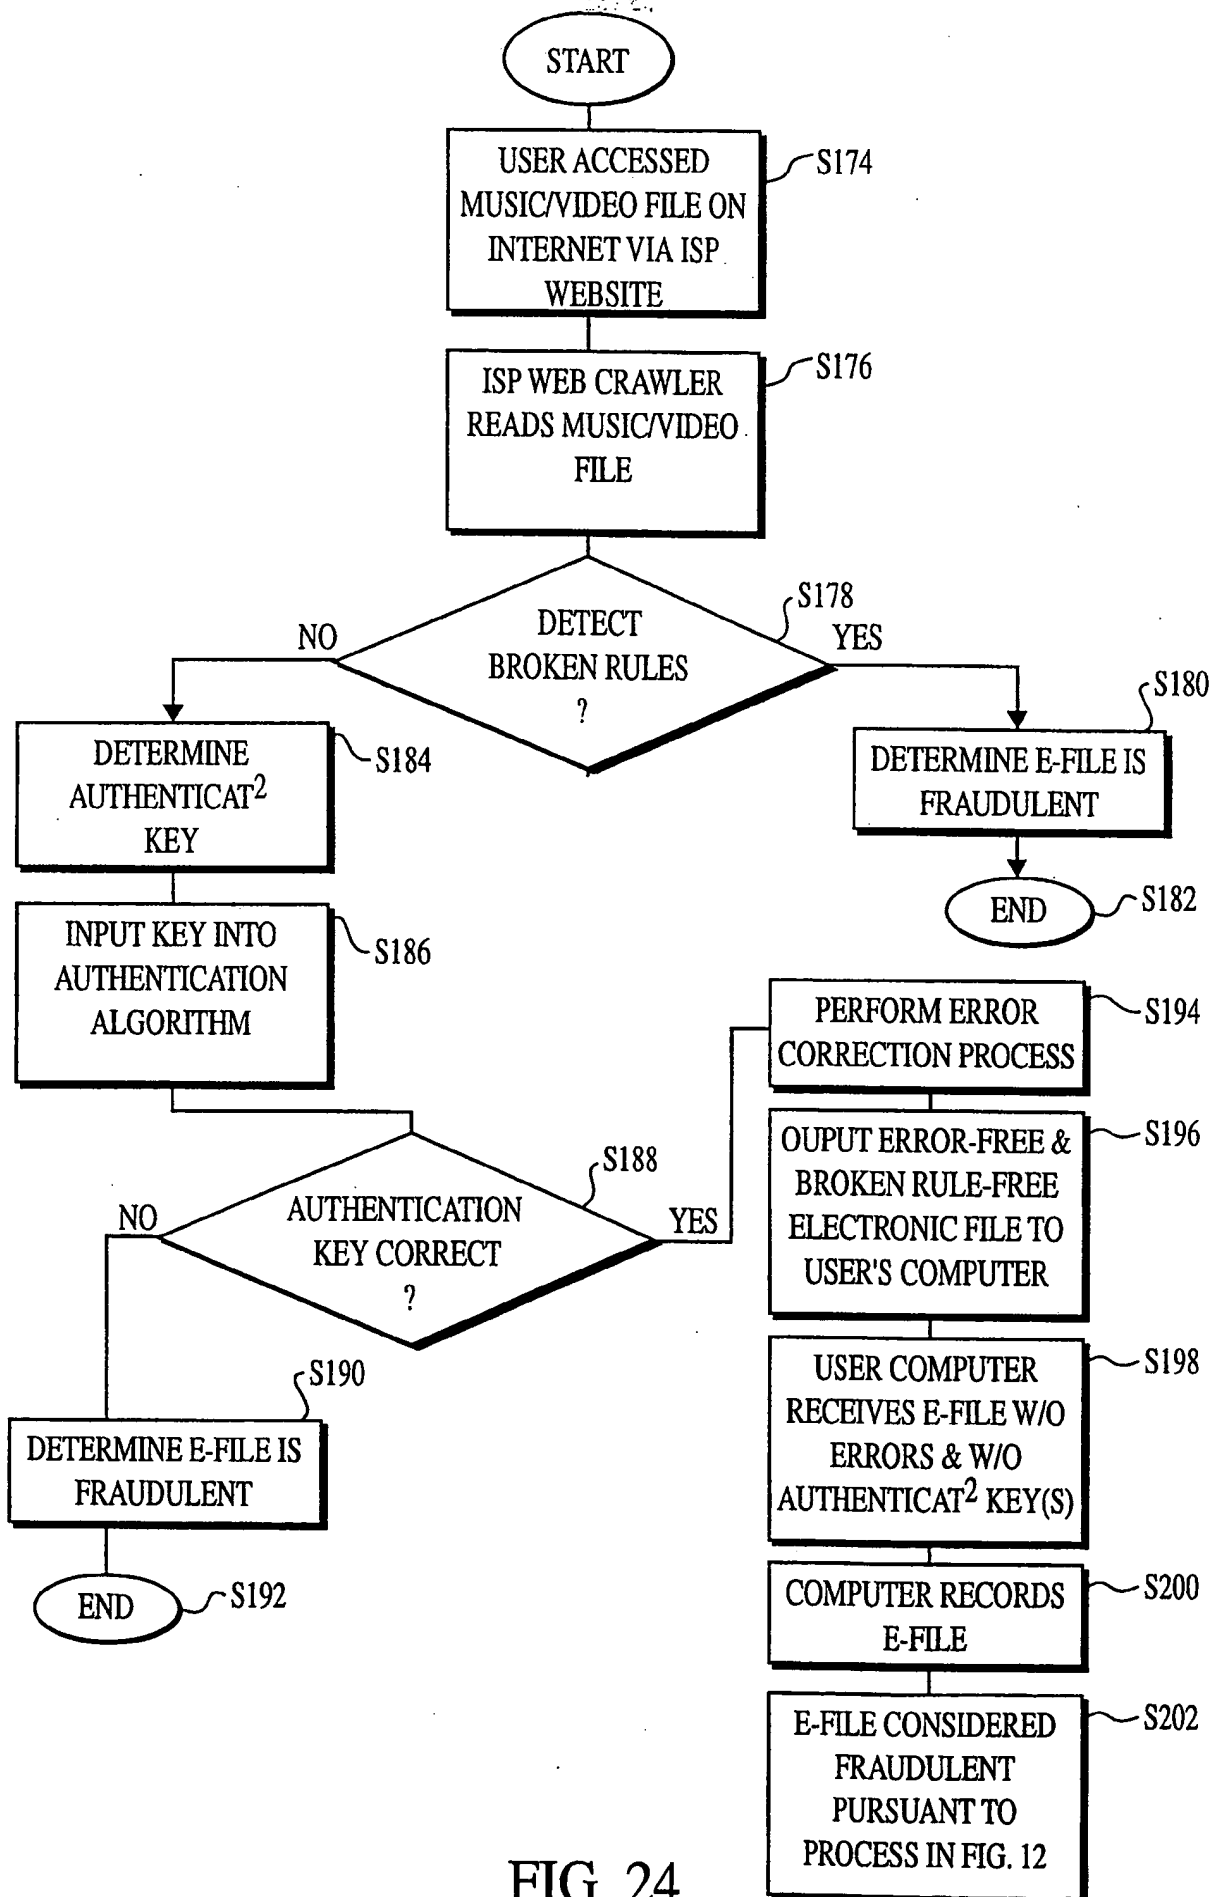 START
USER ACCESSED
MUSIC/VIDEO FILE ON
INTERNET VIA ISP
WEBSITE
S174
ISP WEB CRAWLER
READS MUSIC/VIDEO
FILE
S176
DETECT
BROKEN RULES
?
S178
NO
YES
DETERMINE
AUTHENTICAT²
KEY
S184
DETERMINE E-FILE IS
FRAUDULENT
S180
END
S182
INPUT KEY INTO
AUTHENTICATION
ALGORITHM
S186
AUTHENTICATION
KEY CORRECT
?
S188
NO
YES
DETERMINE E-FILE IS
FRAUDULENT
S190
END
S192
PERFORM ERROR
CORRECTION PROCESS
S194
OUPUT ERROR-FREE &
BROKEN RULE-FREE
ELECTRONIC FILE TO
USER'S COMPUTER
S196
USER COMPUTER
RECEIVES E-FILE W/O
ERRORS & W/O
AUTHENTICAT² KEY(S)
S198
COMPUTER RECORDS
E-FILE
S200
E-FILE CONSIDERED
FRAUDULENT
PURSUANT TO
PROCESS IN FIG. 12
S202
FIG. 24